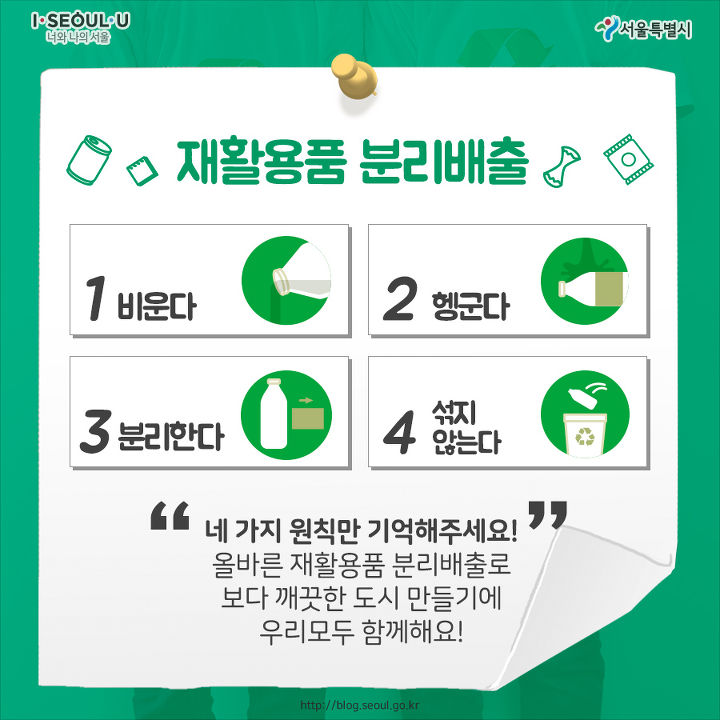 I·SEOUL·U
너와 나의 서울
서울특별시
재활용품 분리배출
1 비운다
2 헹군다
3 분리한다
4 섞지
않는다
“ 네 가지 원칙만 기억해주세요! ”
올바른 재활용품 분리배출로
보다 깨끗한 도시 만들기에
우리모두 함께해요!
http://blog.seoul.go.kr